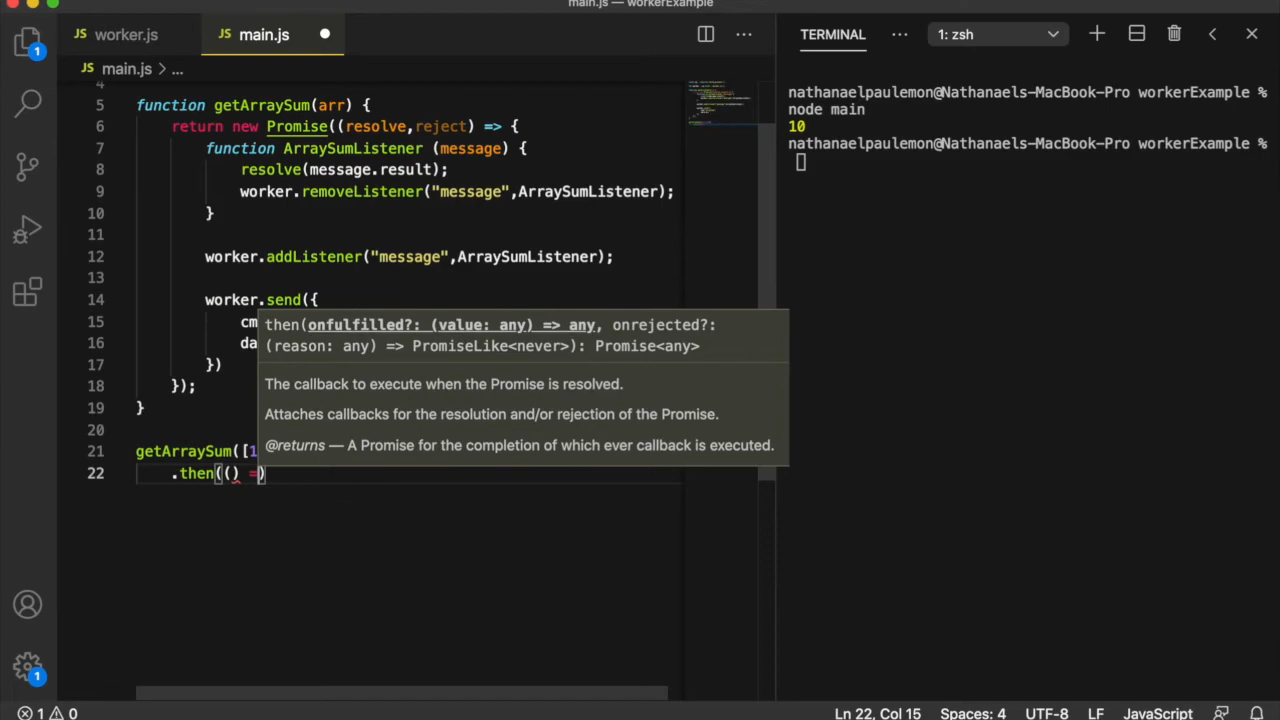 main.js — workerExample
JS worker.js
JS main.js
JS main.js > ...
4
5 function getArraySum(arr) {
6 return new Promise((resolve,reject) => {
7 function ArraySumListener (message) {
8 resolve(message.result);
9 worker.removeListener("message",ArraySumListener);
10 }
11
12 worker.addListener("message",ArraySumListener);
13
14 worker.send({
15 cm
16 da
17 })
18 });
19 }
20
21 getArraySum([1
22 .then(() =)
then(onfulfilled?: (value: any) => any, onrejected?:
(reason: any) => PromiseLike<never>): Promise<any>
The callback to execute when the Promise is resolved.
Attaches callbacks for the resolution and/or rejection of the Promise.
@returns — A Promise for the completion of which ever callback is executed.
TERMINAL ... 1: zsh
nathanaelpaulemon@Nathanaels-MacBook-Pro workerExample %
node main
10
nathanaelpaulemon@Nathanaels-MacBook-Pro workerExample %
1
1
1 0
Ln 22, Col 15 Spaces: 4 UTF-8 LF JavaScript